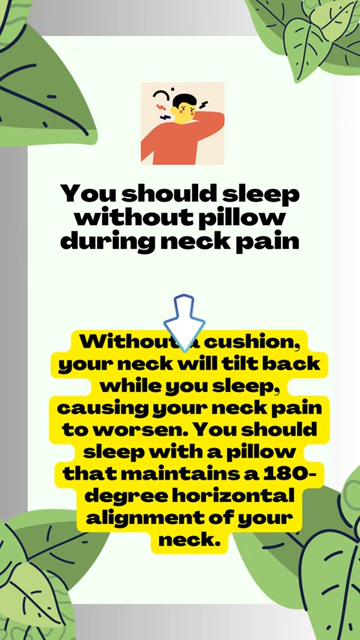 You should sleep
without pillow
during neck pain
Without a cushion,
your neck will tilt back
while you sleep,
causing your neck pain
to worsen. You should
sleep with a pillow
that maintains a 180-
degree horizontal
alignment of your
neck.